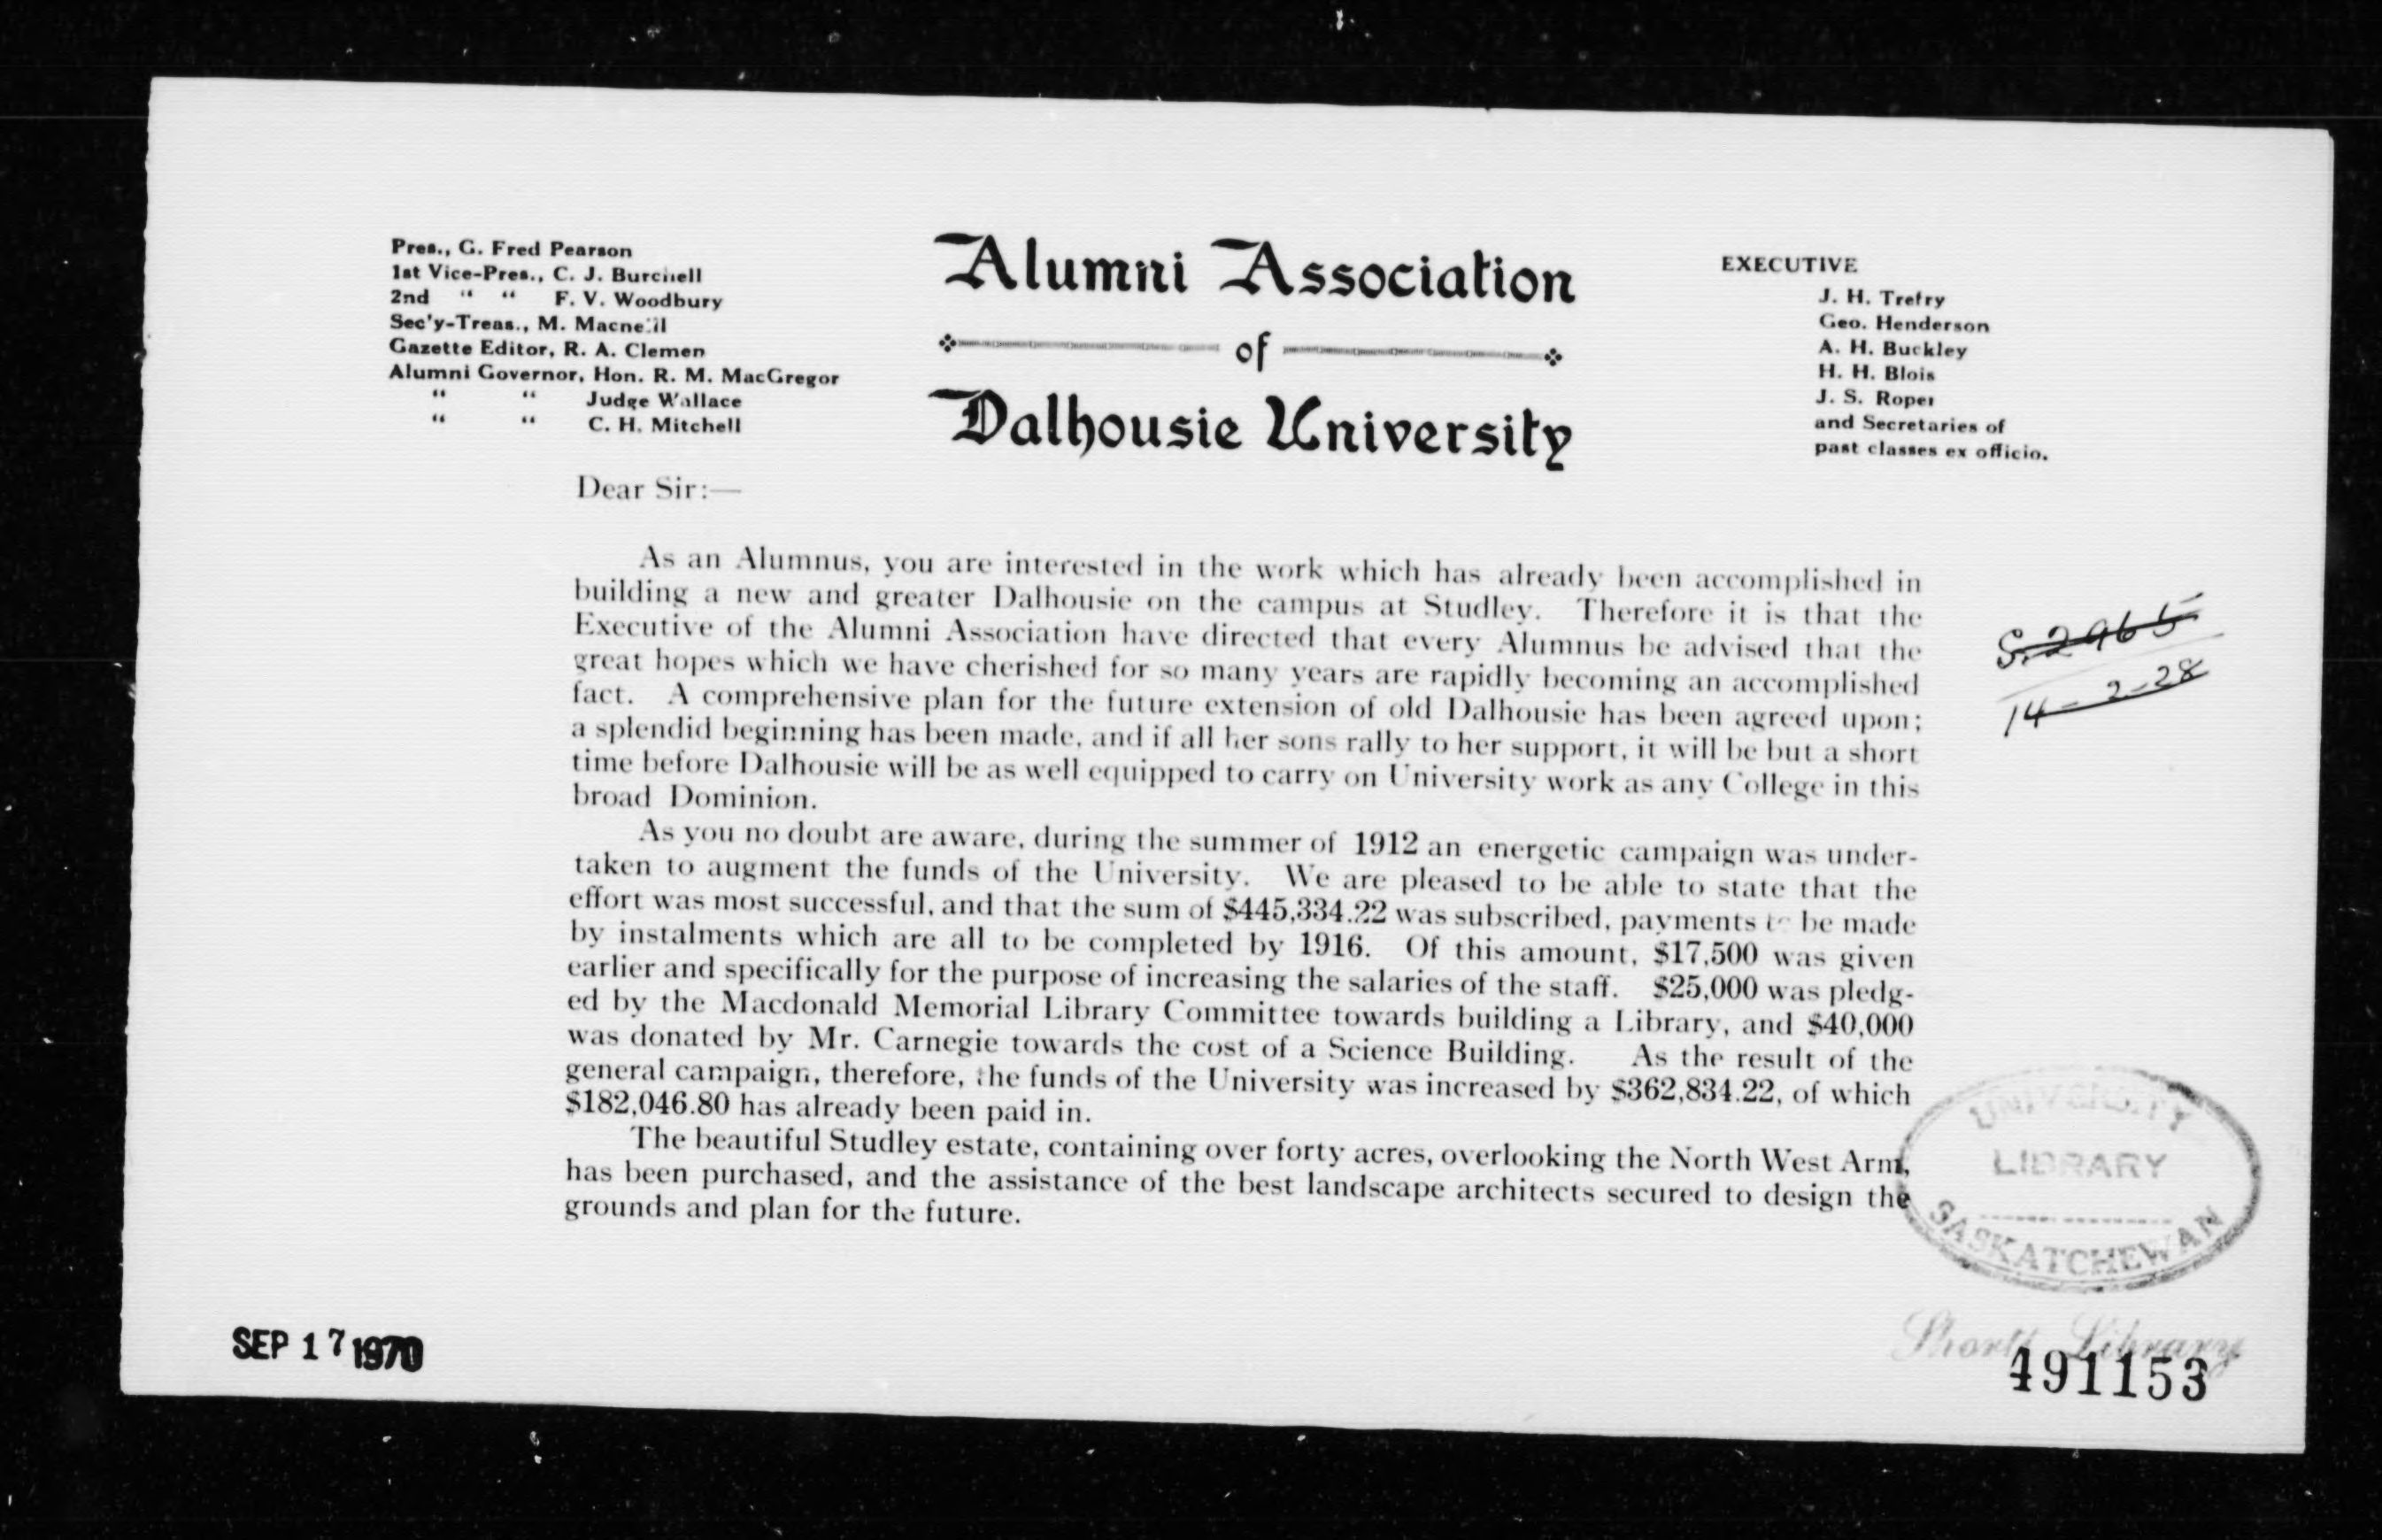 Pres., G. Fred Pearson
1st Vice-Pres., C. J. Burchell
2nd " " F. V. Woodbury
Sec'y-Treas., M. Macneill
Gazette Editor, R. A. Clemen
Alumni Governor, Hon. R. M. MacGregor
" " Judge Wallace
" " C. H. Mitchell
Alumni Association
of
Dalhousie University
EXECUTIVE
J. H. Trefry
Geo. Henderson
A. H. Buckley
H. H. Blois
J. S. Roper
and Secretaries of
past classes ex officio.
Dear Sir:—
As an Alumnus, you are interested in the work which has already been accomplished in
building a new and greater Dalhousie on the campus at Studley. Therefore it is that the
Executive of the Alumni Association have directed that every Alumnus be advised that the
great hopes which we have cherished for so many years are rapidly becoming an accomplished
fact. A comprehensive plan for the future extension of old Dalhousie has been agreed upon;
a splendid beginning has been made, and if all her sons rally to her support, it will be but a short
time before Dalhousie will be as well equipped to carry on University work as any College in this
broad Dominion.
As you no doubt are aware, during the summer of 1912 an energetic campaign was under-
taken to augment the funds of the University. We are pleased to be able to state that the
effort was most successful, and that the sum of $445,334.22 was subscribed, payments to be made
by instalments which are all to be completed by 1916. Of this amount, $17,500 was given
earlier and specifically for the purpose of increasing the salaries of the staff. $25,000 was pledg-
ed by the Macdonald Memorial Library Committee towards building a Library, and $40,000
was donated by Mr. Carnegie towards the cost of a Science Building. As the result of the
general campaign, therefore, the funds of the University was increased by $362,834.22, of which
$182,046.80 has already been paid in.
The beautiful Studley estate, containing over forty acres, overlooking the North West Arm,
has been purchased, and the assistance of the best landscape architects secured to design the
grounds and plan for the future.
S.2965
14-2-28
UNIVERSITY
LIBRARY
SASKATCHEWAN
Shortt Library
491153
SEP 17 1970